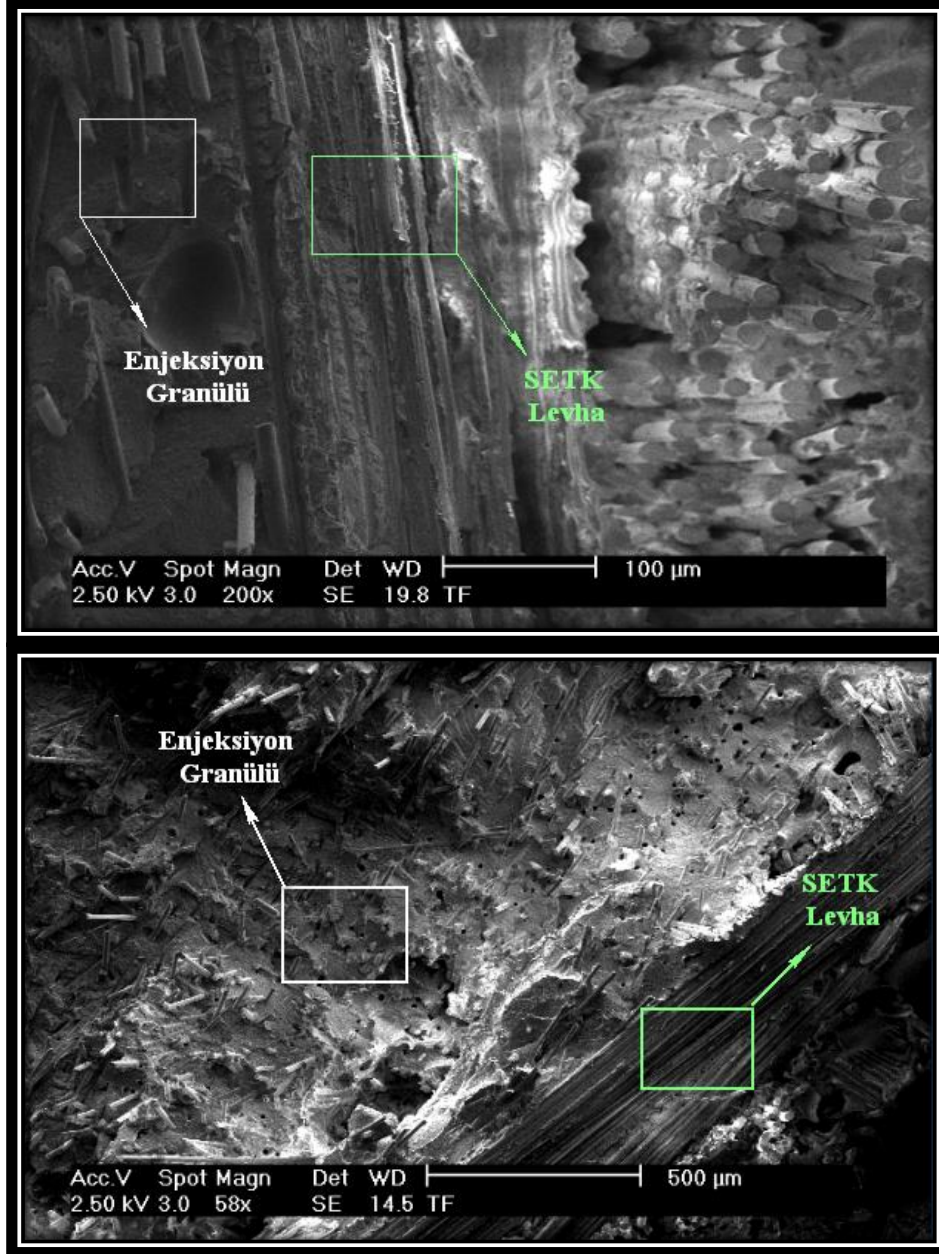 Enjeksiyon
Granülü
SETK
Levha
Acc.V Spot Magn Det WD 100 µm
2.50 kV 3.0 200x SE 19.8 TF
Enjeksiyon
Granülü
SETK
Levha
Acc.V Spot Magn Det WD 500 µm
2.50 kV 3.0 58x SE 14.5 TF